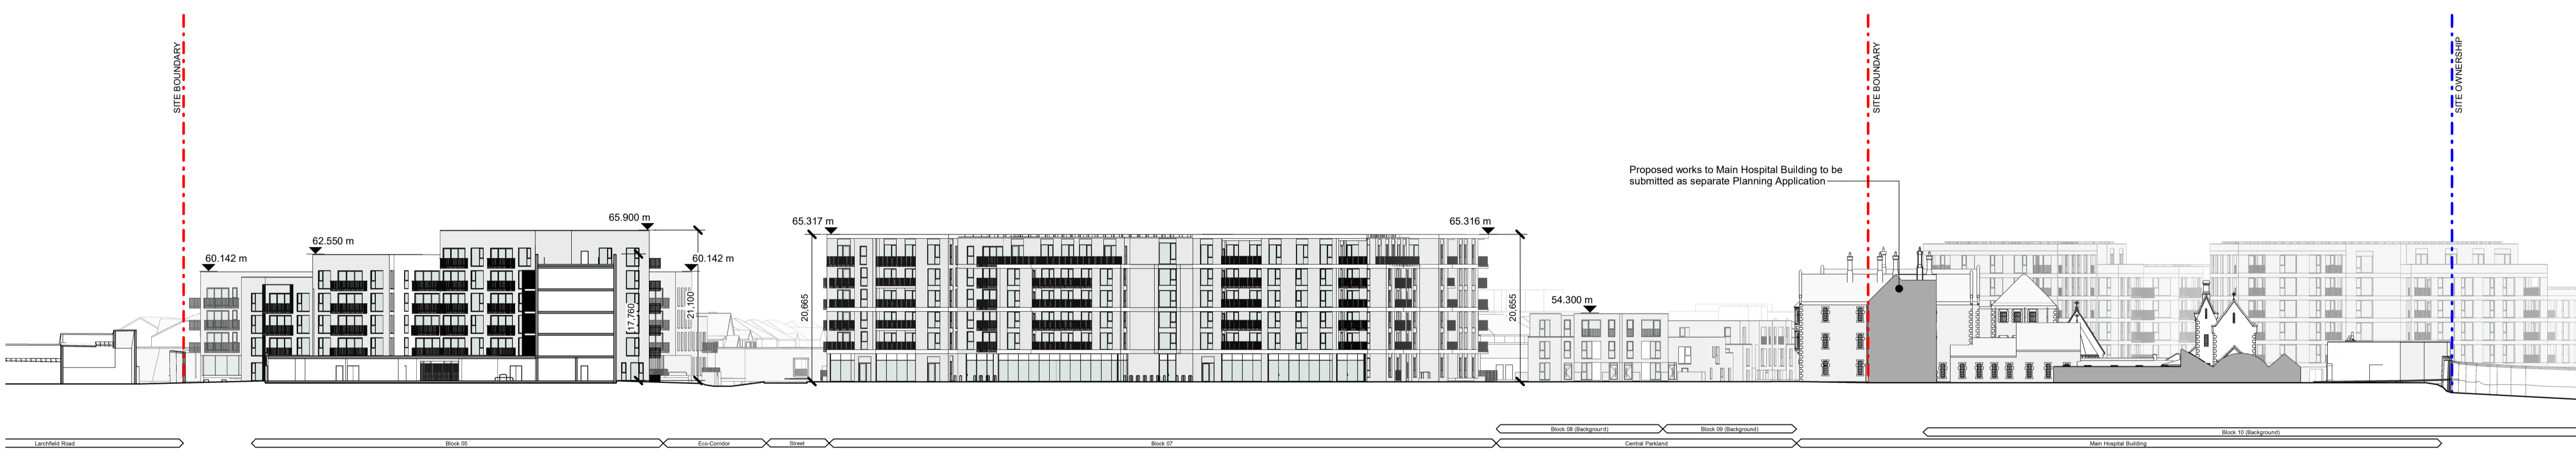 SITE BOUNDARY
SITE BOUNDARY
SITE OWNERSHIP
Proposed works to Main Hospital Building to be
submitted as separate Planning Application
60.142 m
62.550 m
65.900 m
60.142 m
17,760
21,100
65.317 m
20,665
65.316 m
20,655
54.300 m
Block 08 (Background)
Block 09 (Background)
Block 10 (Background)
Larchfield Road
Block 05
Eco-Corridor
Street
Block 07
Central Parkland
Main Hospital Building